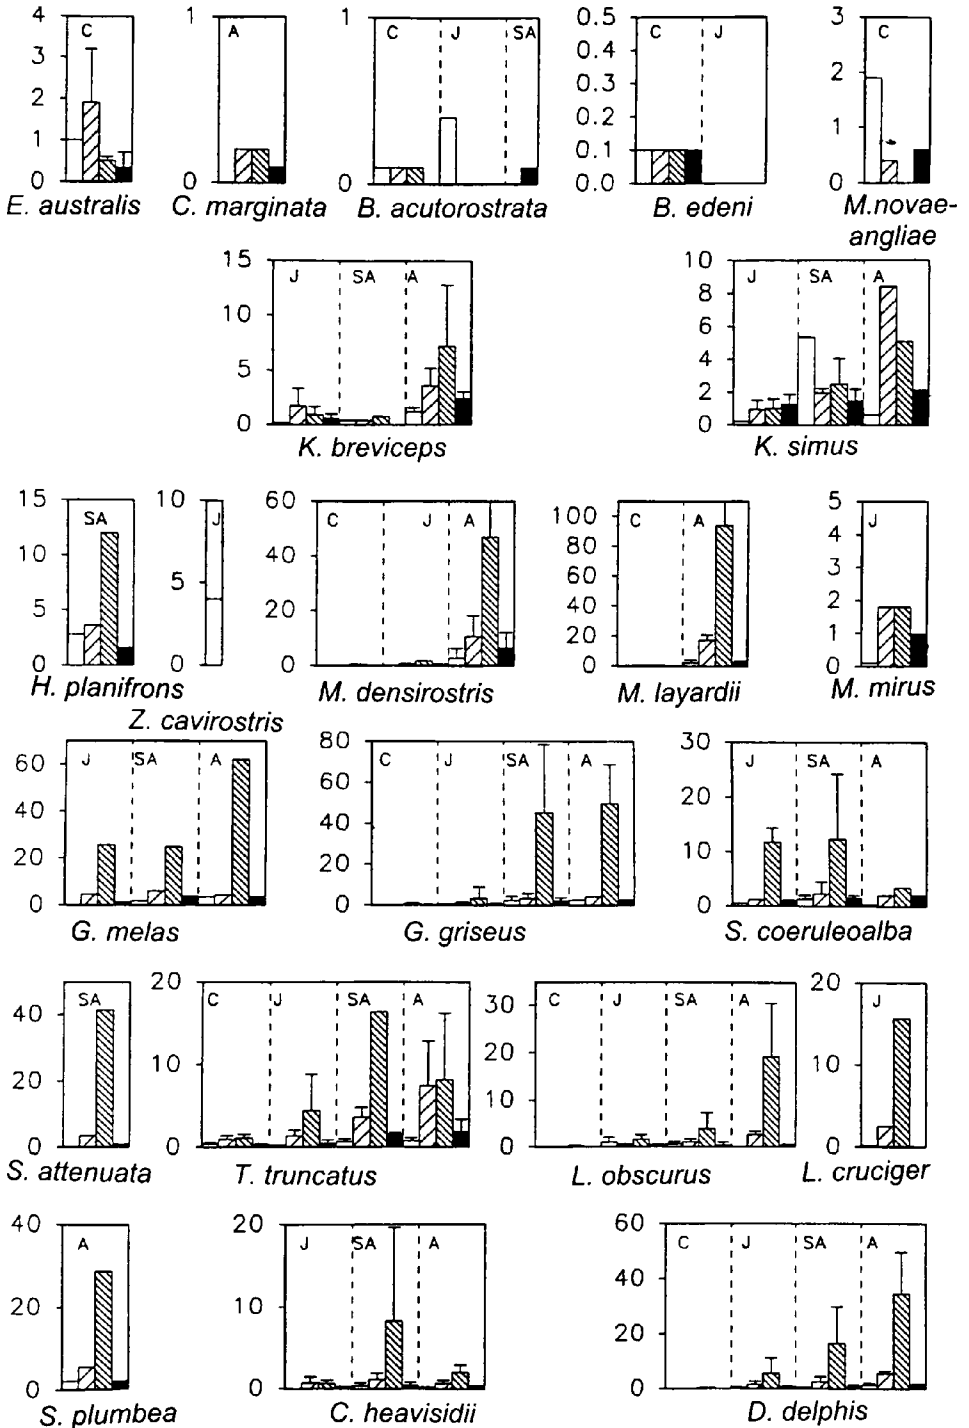 4 3 2 1 0 C
E. australis
1 0 A
C. marginata
1 0 C J SA
B. acutorostrata
0.5 0.4 0.3 0.2 0.1 0.0 C J
B. edeni
3 2 1 0 C
M.novae-
angliae
15 10 5 0 J SA A
K. breviceps
10 8 6 4 2 0 J SA A
K. simus
15 10 5 0 SA
H. planifrons
10 5 0 J
Z. cavirostris
60 40 20 0 C J A
M. densirostris
100 80 60 40 20 0 C A
M. layardii
5 4 3 2 1 0 J
M. mirus
60 40 20 0 J SA A
G. melas
80 60 40 20 0 C J SA A
G. griseus
30 20 10 0 J SA A
S. coeruleoalba
40 20 0 SA
S. attenuata
20 10 0 C J SA A
T. truncatus
30 20 10 0 C J SA A
L. obscurus
20 10 0 J
L. cruciger
40 20 0 A
S. plumbea
20 10 0 J SA A
C. heavisidii
60 40 20 0 C J SA A
D. delphis